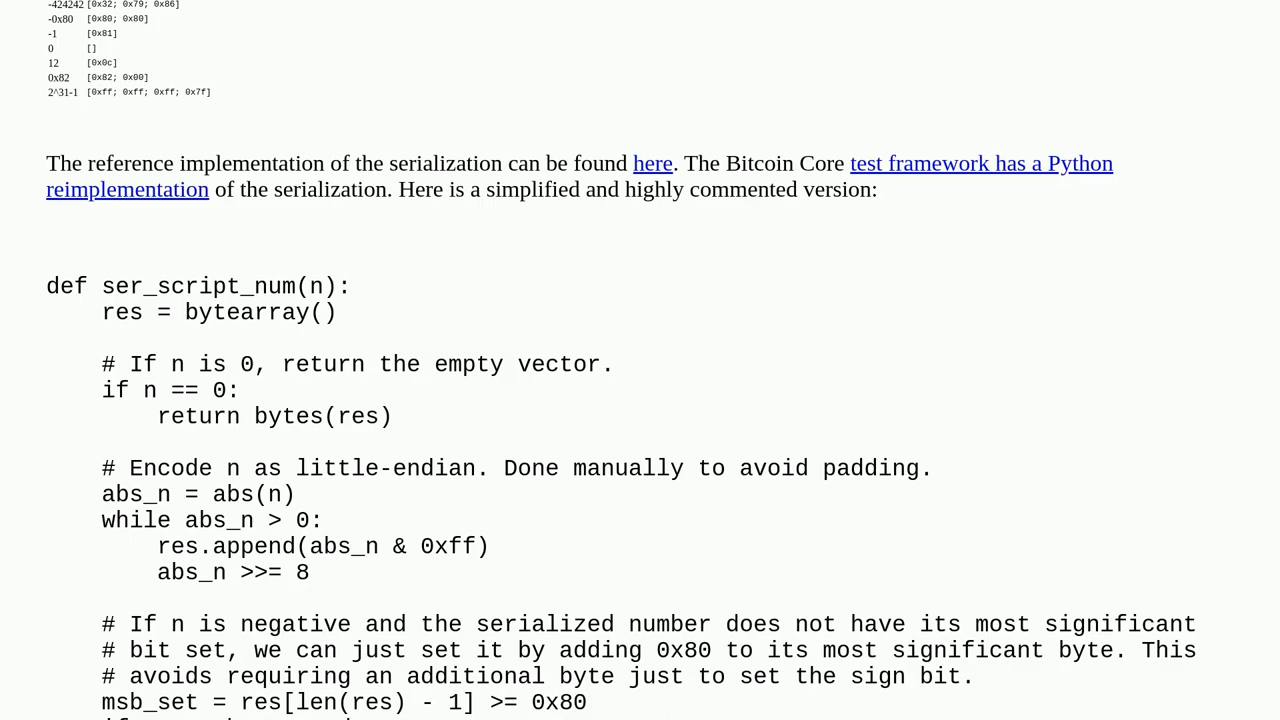 -424242 [0x32; 0x79; 0x86]
-0x80 [0x80; 0x80]
-1 [0x81]
0 []
12 [0x0c]
0x82 [0x82; 0x00]
2^31-1 [0xff; 0xff; 0xff; 0x7f]
The reference implementation of the serialization can be found here. The Bitcoin Core test framework has a Python
reimplementation of the serialization. Here is a simplified and highly commented version:
def ser_script_num(n):
    res = bytearray()
    # If n is 0, return the empty vector.
    if n == 0:
        return bytes(res)
    # Encode n as little-endian. Done manually to avoid padding.
    abs_n = abs(n)
    while abs_n > 0:
        res.append(abs_n & 0xff)
        abs_n >>= 8
    # If n is negative and the serialized number does not have its most significant
    # bit set, we can just set it by adding 0x80 to its most significant byte. This
    # avoids requiring an additional byte just to set the sign bit.
    msb_set = res[len(res) - 1] >= 0x80